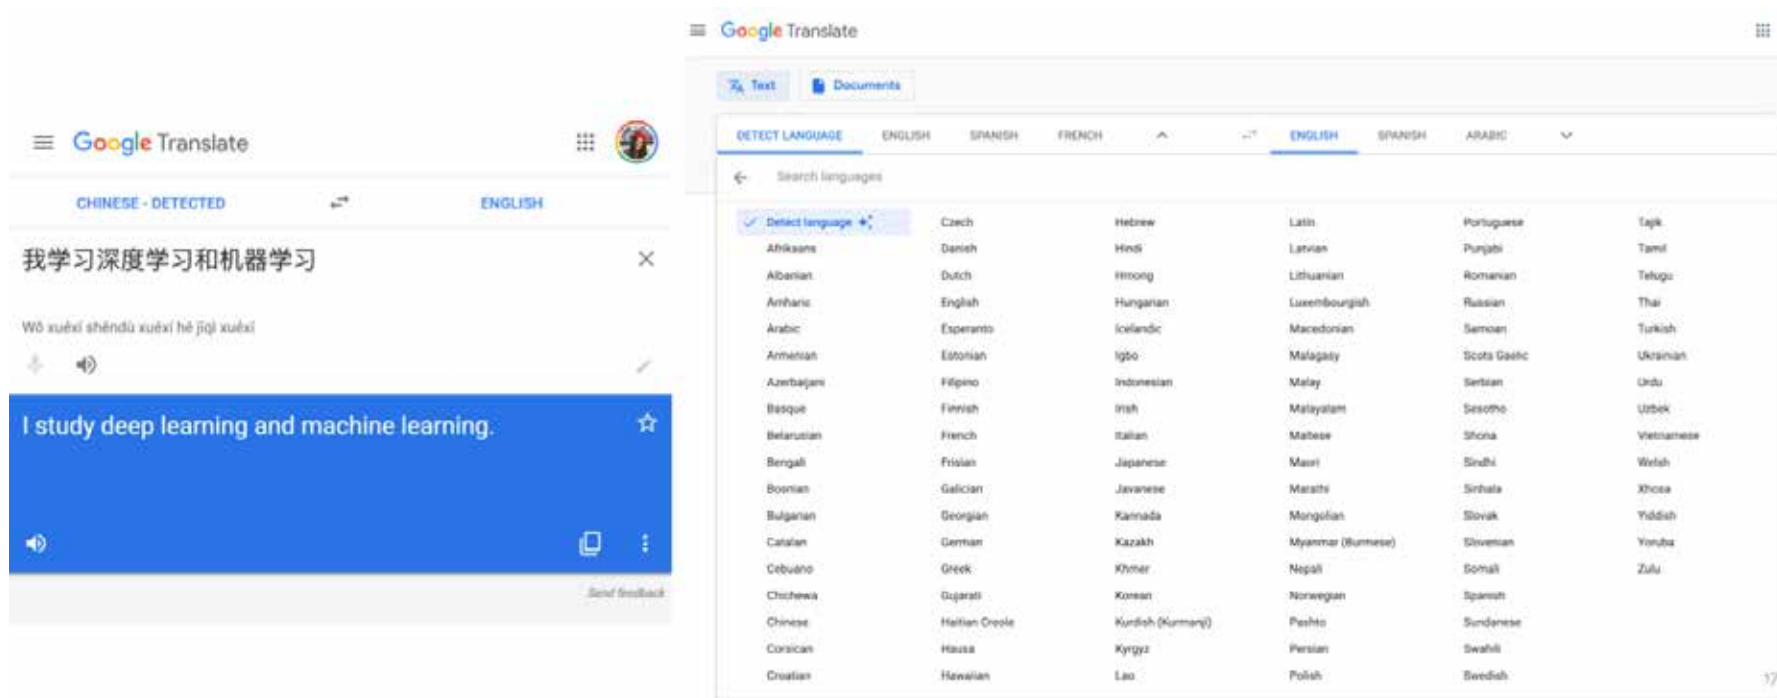 Google Translate
CHINESE - DETECTED
ENGLISH
我学习深度学习和机器学习
Wǒ xuéxí shēndù xuéxí hé jīqì xuéxí
I study deep learning and machine learning.
Send feedback
Google Translate
Text
Documents
DETECT LANGUAGE ENGLISH SPANISH FRENCH ENGLISH SPANISH ARABIC
Search languages
Detect language Czech Hebrew Latin Portuguese Tajik
Afrikaans Danish Hindi Latvian Punjabi Tamil
Albanian Dutch Hmong Lithuanian Romanian Telugu
Amharic English Hungarian Luxembourgish Russian Thai
Arabic Esperanto Icelandic Macedonian Samoan Turkish
Armenian Estonian Igbo Malagasy Scots Gaelic Ukrainian
Azerbaijani Filipino Indonesian Malay Serbian Urdu
Basque Finnish Irish Malayalam Sesotho Uzbek
Belarusian French Italian Maltese Shona Vietnamese
Bengali Frisian Japanese Maori Sindhi Welsh
Bosnian Galician Javanese Marathi Sinhala Xhosa
Bulgarian Georgian Kannada Mongolian Slovak Yiddish
Catalan German Kazakh Myanmar (Burmese) Slovenian Yoruba
Cebuano Greek Khmer Nepali Somali Zulu
Chichewa Gujarati Korean Norwegian Spanish
Chinese Haitian Creole Kurdish (Kurmanji) Pashto Sundanese
Corsican Hausa Kyrgyz Persian Swahili
Croatian Hawaiian Lao Polish Swedish
17